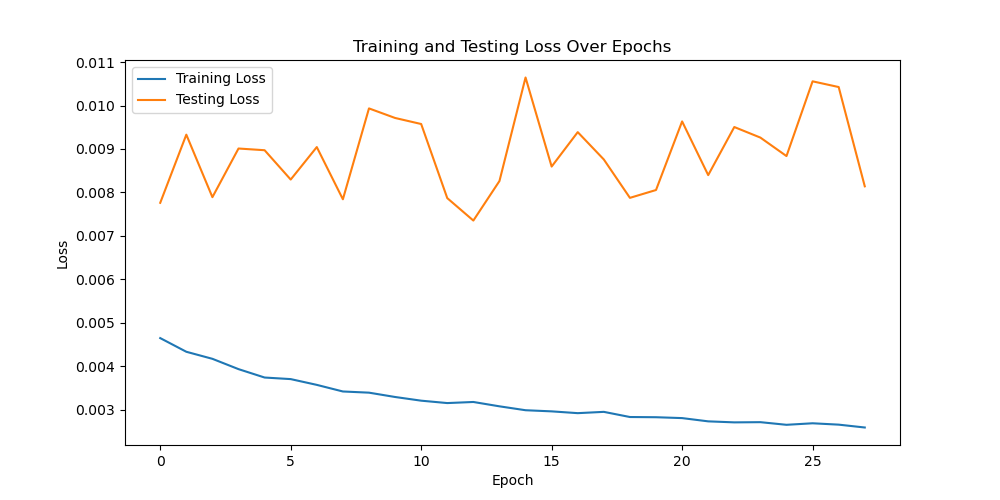 Training and Testing Loss Over Epochs
Training Loss
Testing Loss
0.011
0.010
0.009
0.008
0.007
0.006
0.005
0.004
0.003
Loss
0 5 10 15 20 25
Epoch